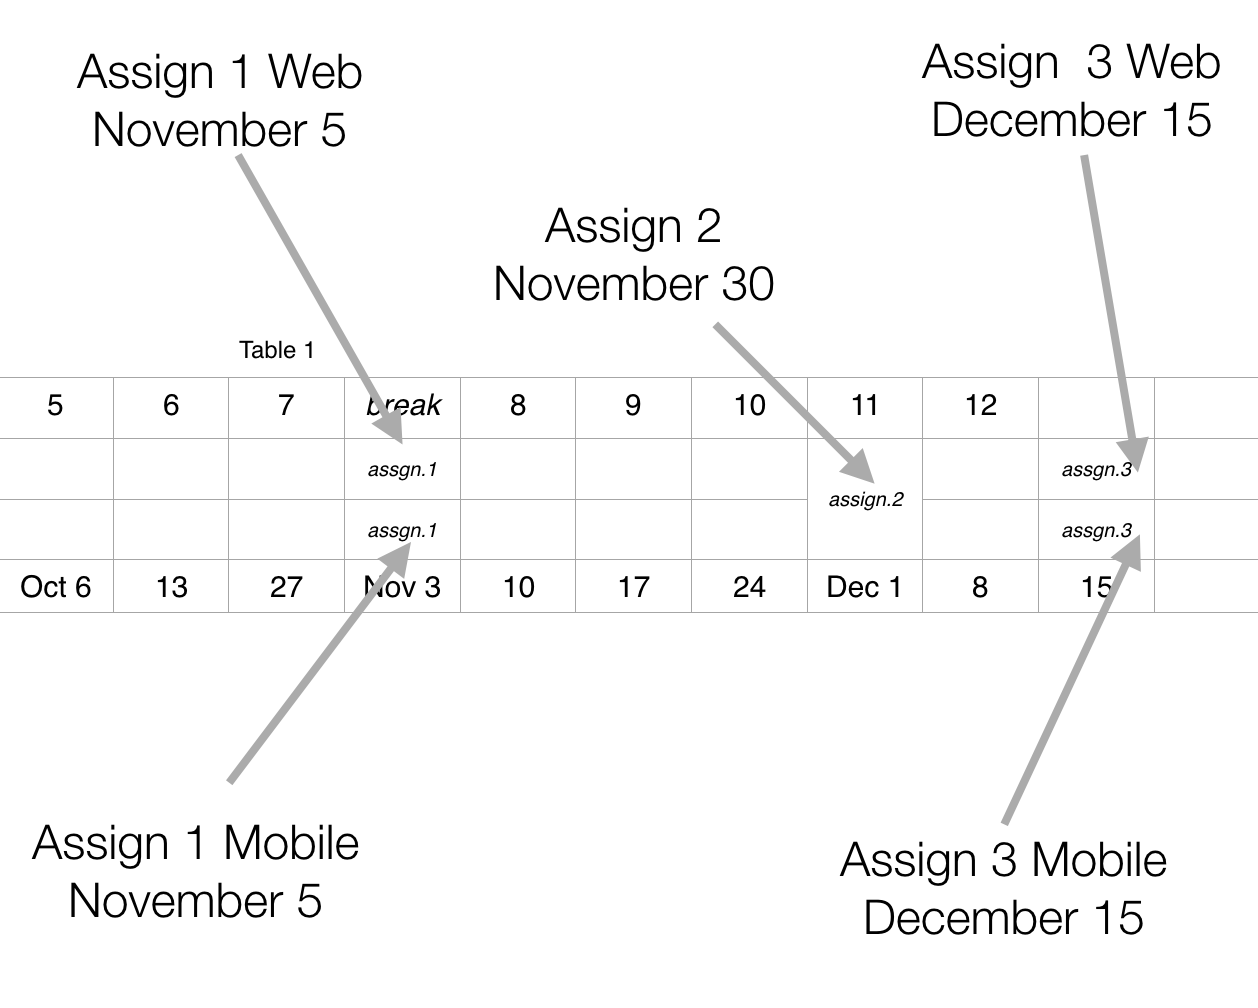 Assign 1 Web
November 5
Assign  3 Web
December 15
Assign 2
November 30
Table 1
5 6 7 break 8 9 10 11 12
assgn.1 assgn.3
assign.2
assgn.1 assgn.3
Oct 6 13 27 Nov 3 10 17 24 Dec 1 8 15
Assign 1 Mobile
November 5
Assign 3 Mobile
December 15